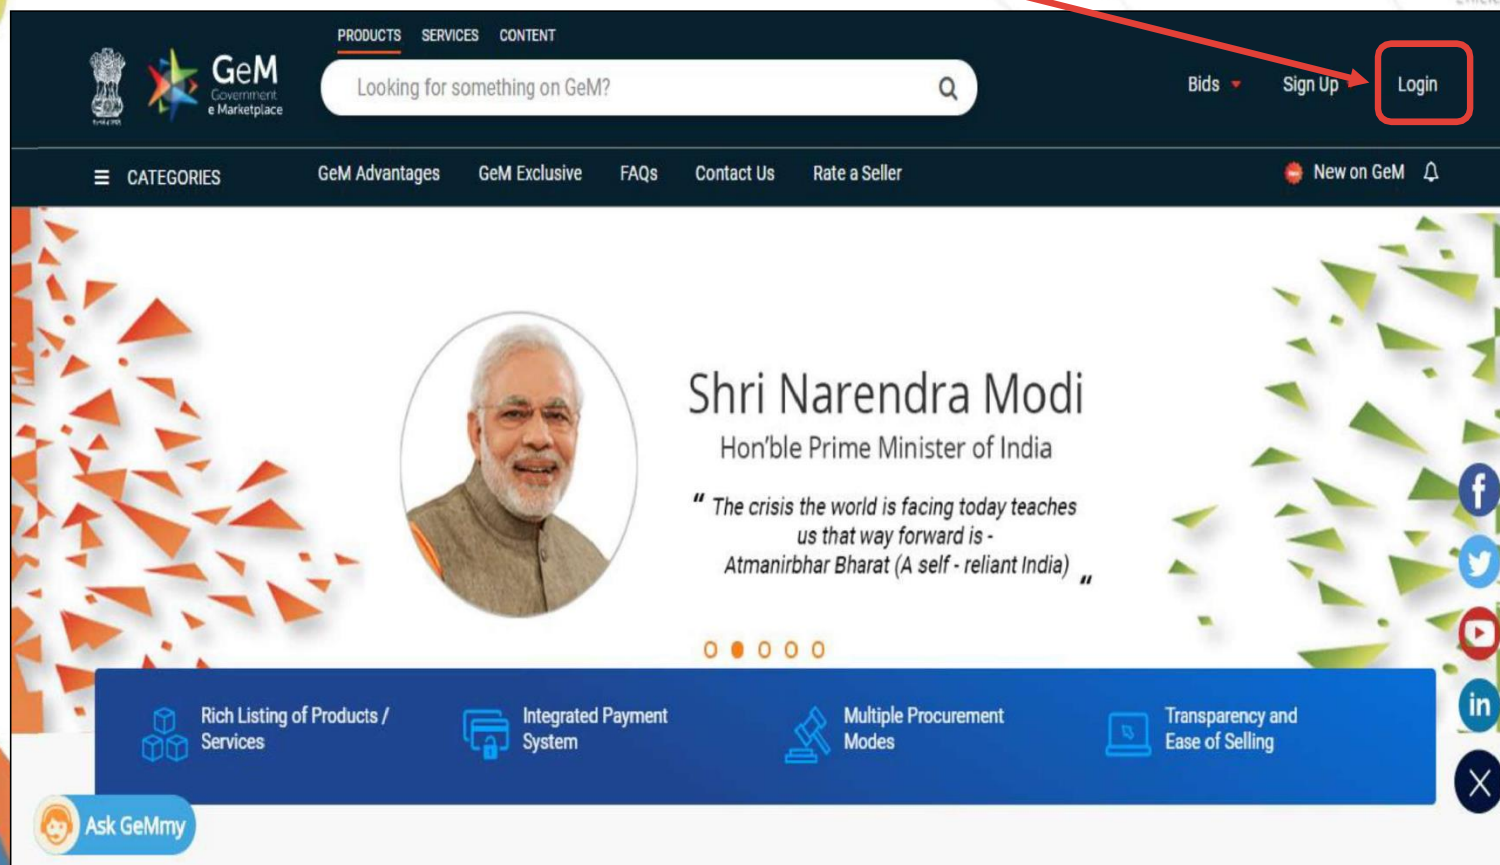 PRODUCTS SERVICES CONTENT
GeM
Government
e Marketplace
Looking for something on GeM?
Bids
Sign Up
Login
CATEGORIES
GeM Advantages
GeM Exclusive
FAQs
Contact Us
Rate a Seller
New on GeM
Shri Narendra Modi
Hon'ble Prime Minister of India
" The crisis the world is facing today teaches
us that way forward is -
Atmanirbhar Bharat (A self - reliant India) "
Rich Listing of Products /
Services
Integrated Payment
System
Multiple Procurement
Modes
Transparency and
Ease of Selling
f
in
X
Ask GeMmy